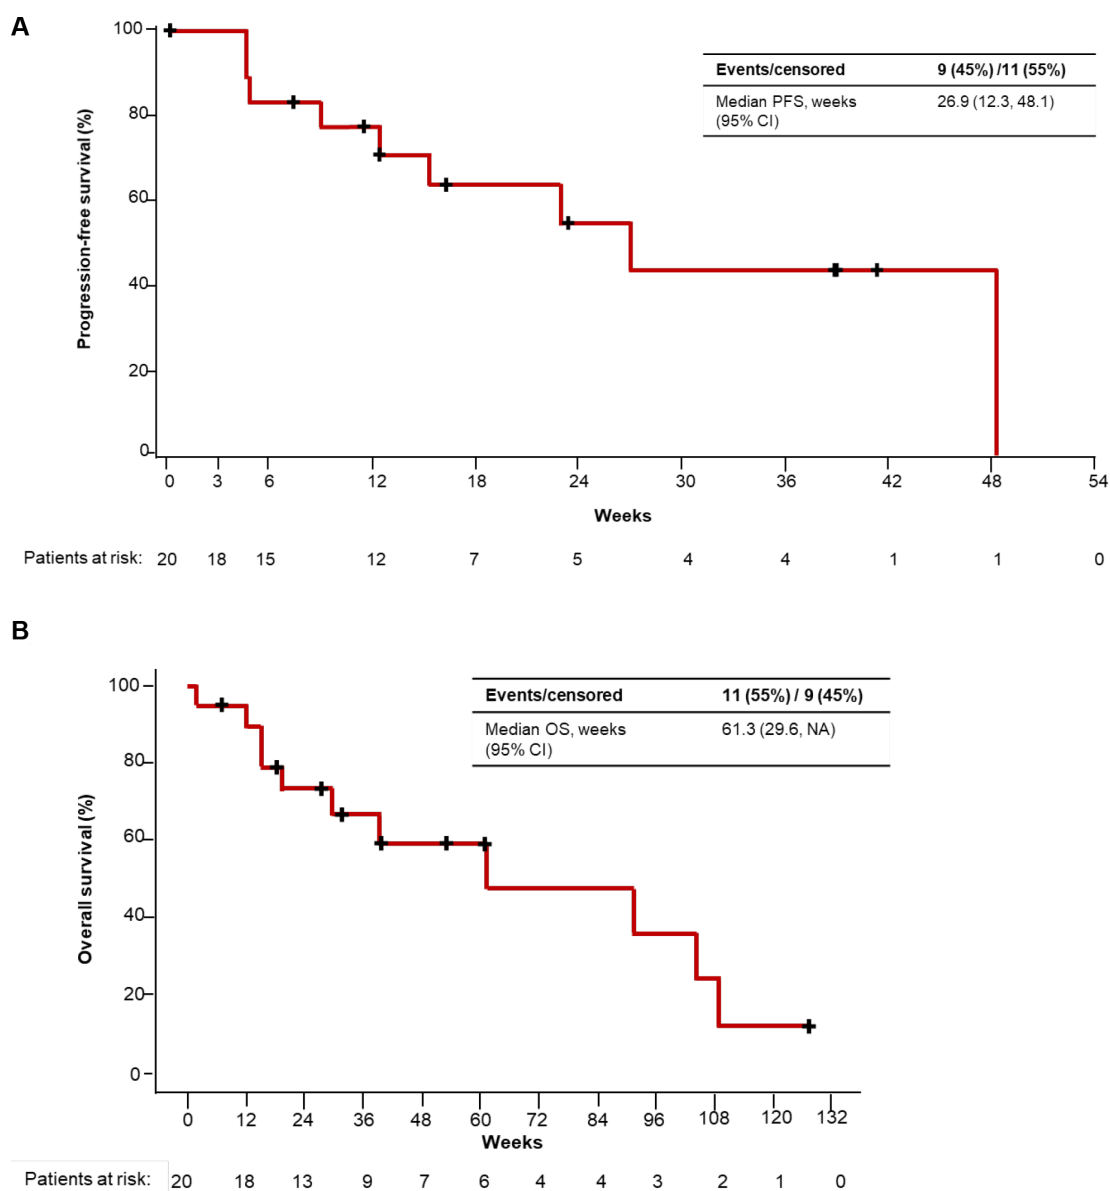 A
Events/censored 9 (45%) /11 (55%)
Median PFS, weeks 26.9 (12.3, 48.1)
(95% CI)
Progression-free survival (%)
100
80
60
40
20
0
0 3 6 12 18 24 30 36 42 48 54
Weeks
Patients at risk: 20 18 15 12 7 5 4 4 1 1 0
B
Events/censored 11 (55%) / 9 (45%)
Median OS, weeks 61.3 (29.6, NA)
(95% CI)
Overall survival (%)
100
80
60
40
20
0
0 12 24 36 48 60 72 84 96 108 120 132
Weeks
Patients at risk: 20 18 13 9 7 6 4 4 3 2 1 0